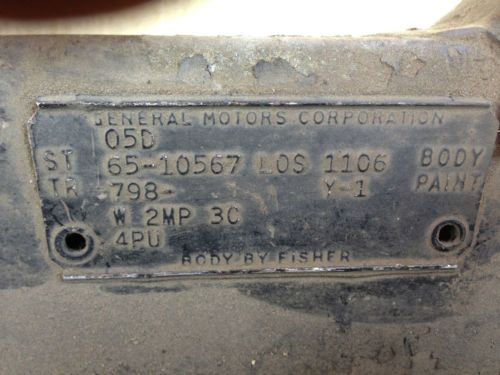 GENERAL MOTORS CORPORATION
05D
ST 65-10567 LOS 1106 BODY
TR 798- Y-1 PAINT
W 2MP 3C
4PU
BODY BY FISHER